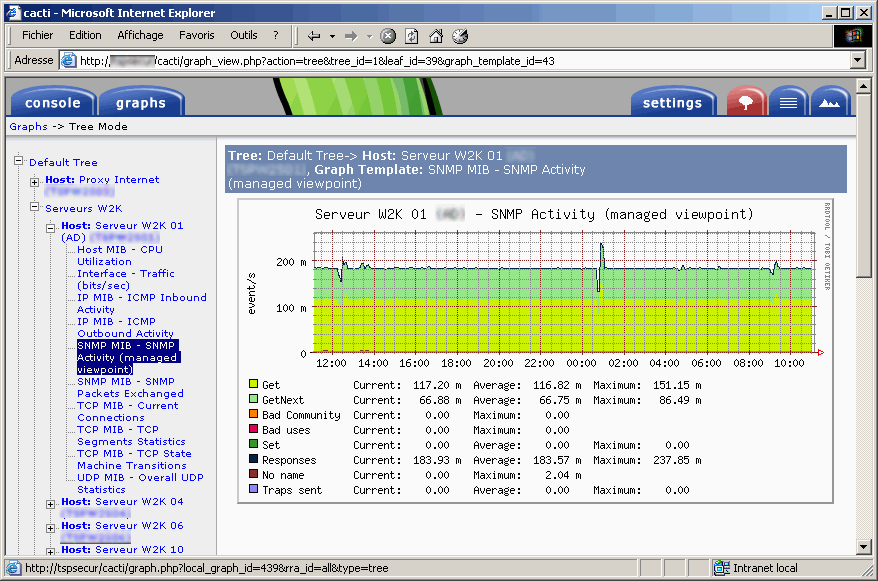 cacti - Microsoft Internet Explorer
Fichier Edition Affichage Favoris Outils ?
Adresse http:// /cacti/graph_view.php?action=tree&tree_id=1&leaf_id=39&graph_template_id=43
console graphs settings
Graphs -> Tree Mode
Default Tree
Host: Proxy Internet
Serveurs W2K
Host: Serveur W2K 01
(AD)
Host MIB - CPU
Utilization
Interface - Traffic
(bits/sec)
IP MIB - ICMP Inbound
Activity
IP MIB - ICMP
Outbound Activity
SNMP MIB - SNMP
Activity (managed
viewpoint)
SNMP MIB - SNMP
Packets Exchanged
TCP MIB - Current
Connections
TCP MIB - TCP
Segments Statistics
TCP MIB - TCP State
Machine Transitions
UDP MIB - Overall UDP
Statistics
Host: Serveur W2K 04
Host: Serveur W2K 06
Host: Serveur W2K 10
Tree: Default Tree-> Host: Serveur W2K 01
, Graph Template: SNMP MIB - SNMP Activity
(managed viewpoint)
Serveur W2K 01 (AD) - SNMP Activity (managed viewpoint)
RRDTOOL / TOBI OETIKER
event/s
200 m
100 m
0
12:00 14:00 16:00 18:00 20:00 22:00 00:00 02:00 04:00 06:00 08:00 10:00
Get Current: 117.20 m Average: 116.82 m Maximum: 151.15 m
GetNext Current: 66.88 m Average: 66.75 m Maximum: 86.49 m
Bad Community Current: 0.00 Maximum: 0.00
Bad uses Current: 0.00 Maximum: 0.00
Set Current: 0.00 Average: 0.00 Maximum: 0.00
Responses Current: 183.93 m Average: 183.57 m Maximum: 237.85 m
No name Current: 0.00 Maximum: 2.04 m
Traps sent Current: 0.00 Average: 0.00 Maximum: 0.00
http://tspsecur/cacti/graph.php?local_graph_id=439&rra_id=all&type=tree
Intranet local